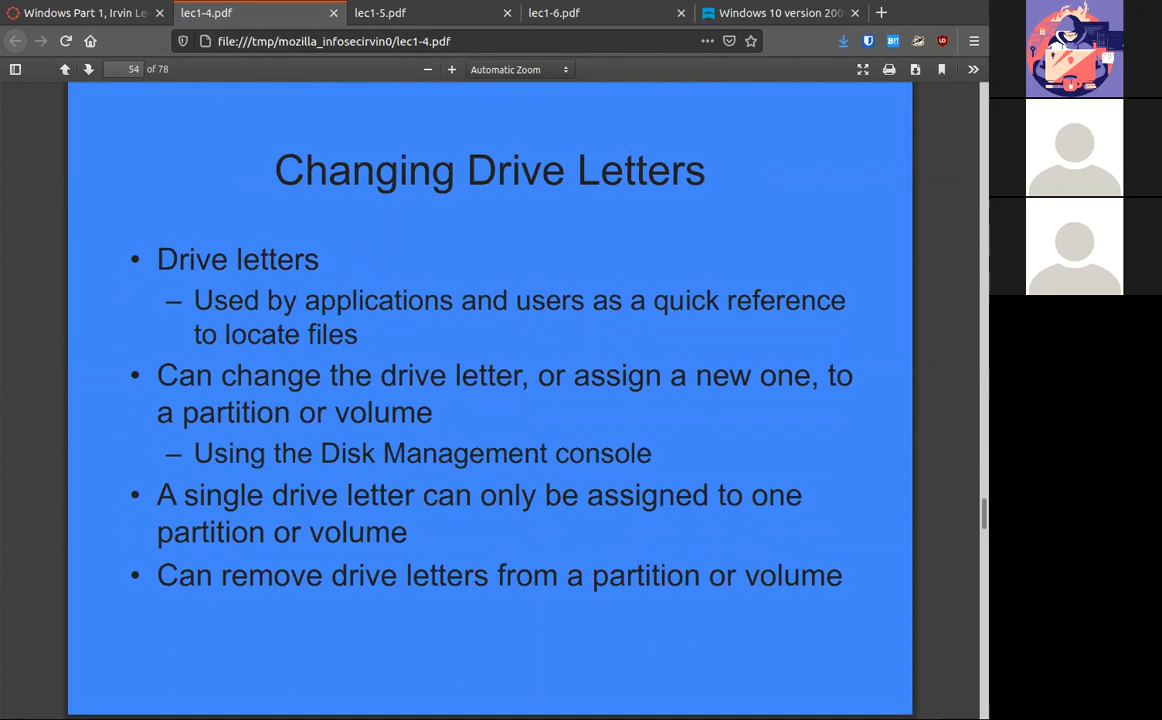 Windows Part 1, Irvin Le
lec1-4.pdf
lec1-5.pdf
lec1-6.pdf
Windows 10 version 200
file:///tmp/mozilla_infosecirvin0/lec1-4.pdf
54 of 78
Automatic Zoom
Changing Drive Letters
• Drive letters
– Used by applications and users as a quick reference
to locate files
• Can change the drive letter, or assign a new one, to
a partition or volume
– Using the Disk Management console
• A single drive letter can only be assigned to one
partition or volume
• Can remove drive letters from a partition or volume